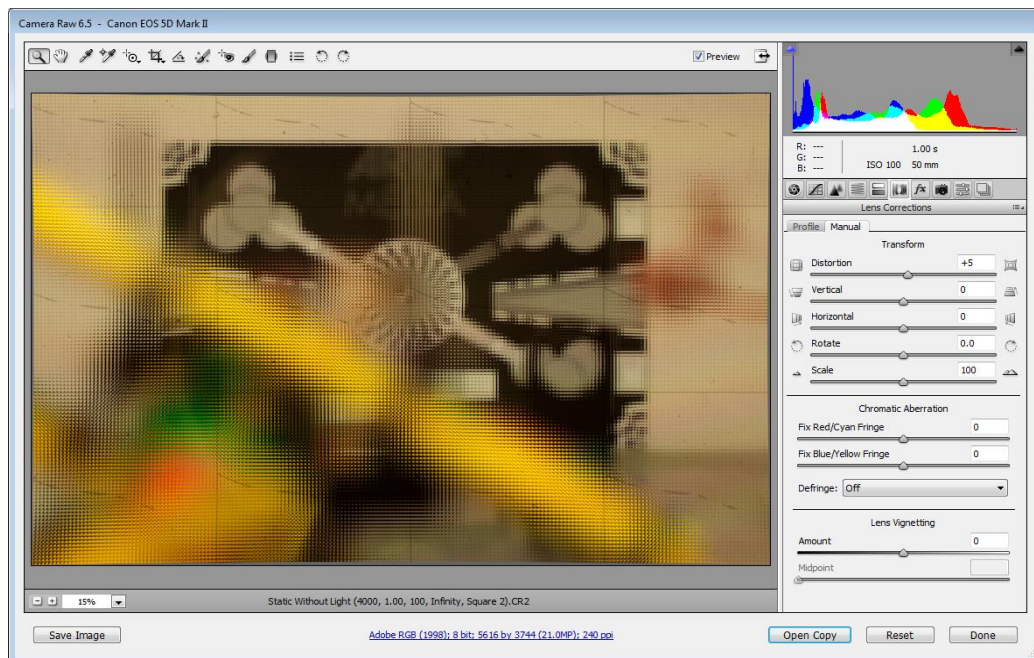 Camera Raw 6.5 - Canon EOS 5D Mark II
Preview
R: ---
G: ---
B: ---
1.00 s
ISO 100 50 mm
fx
Lens Corrections
Profile Manual
Transform
Distortion +5
Vertical 0
Horizontal 0
Rotate 0.0
Scale 100
Chromatic Aberration
Fix Red/Cyan Fringe 0
Fix Blue/Yellow Fringe 0
Defringe: Off
Lens Vignetting
Amount 0
Midpoint
15% Static Without Light (4000, 1.00, 100, Infinity, Square 2).CR2
Save Image Adobe RGB (1998); 8 bit; 5616 by 3744 (21.0MP); 240 ppi Open Copy Reset Done